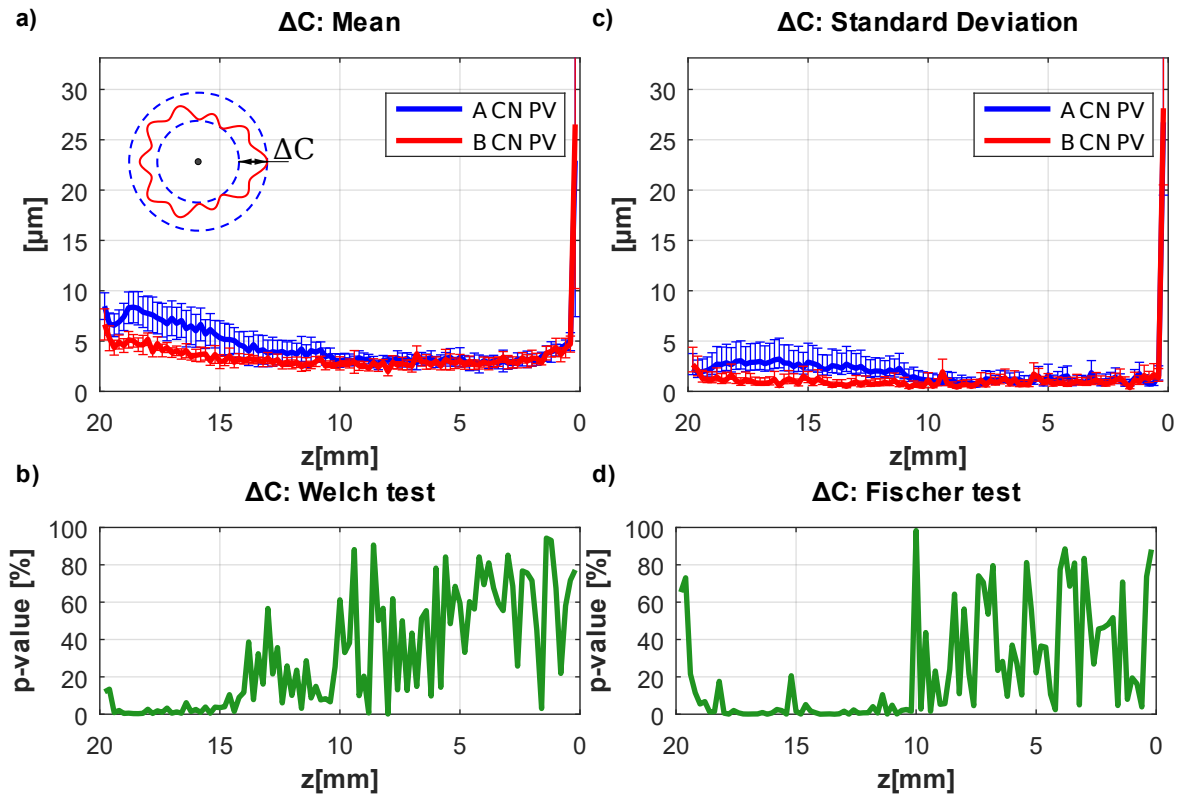 a)
ΔC: Mean
30
25
20
15
10
5
0
[µm]
A CN PV
B CN PV
ΔC
20
15
10
5
0
z[mm]
c)
ΔC: Standard Deviation
30
25
20
15
10
5
0
[µm]
A CN PV
B CN PV
20
15
10
5
0
z[mm]
b)
ΔC: Welch test
100
80
60
40
20
0
p-value [%]
20
15
10
5
0
z[mm]
d)
ΔC: Fischer test
100
80
60
40
20
0
p-value [%]
20
15
10
5
0
z[mm]